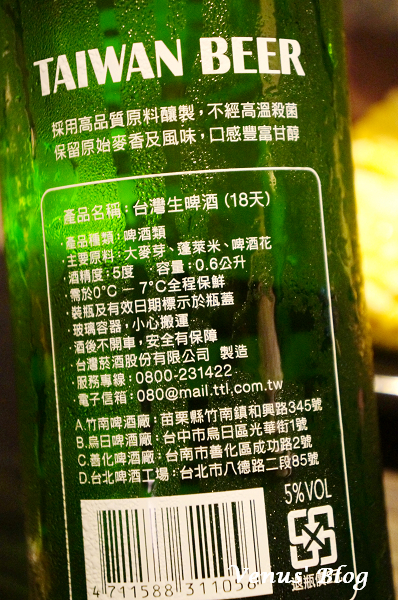 TAIWAN BEER
採用高品質原料釀製，不經高溫殺菌
保留原始麥香及風味，口感豐富甘醇
產品名稱：台灣生啤酒 (18天)
產品種類：啤酒類
主要原料：大麥芽、蓬萊米、啤酒花
酒精度：5度 容量：0.6公升
需於0°C — 7°C全程保鮮
裝瓶及有效日期標示於瓶蓋
玻璃容器，小心搬運
酒後不開車，安全有保障
台灣菸酒股份有限公司 製造
服務專線：0800-231422
電子信箱：080@mail.ttl.com.tw
A.竹南啤酒廠：苗栗縣竹南鎮和興路345號
B.烏日啤酒廠：台中市烏日區光華街1號
C.善化啤酒廠：台南市善化區成功路2號
D.台北啤酒工場：台北市八德路二段85號
5%VOL
4 711588 311050
退瓶費
Venus Blog